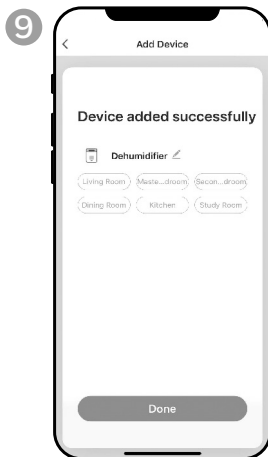 9
Add Device
Device added successfully
Dehumidifier
Living Room Maste...droom Secon...droom
Dining Room Kitchen Study Room
Done